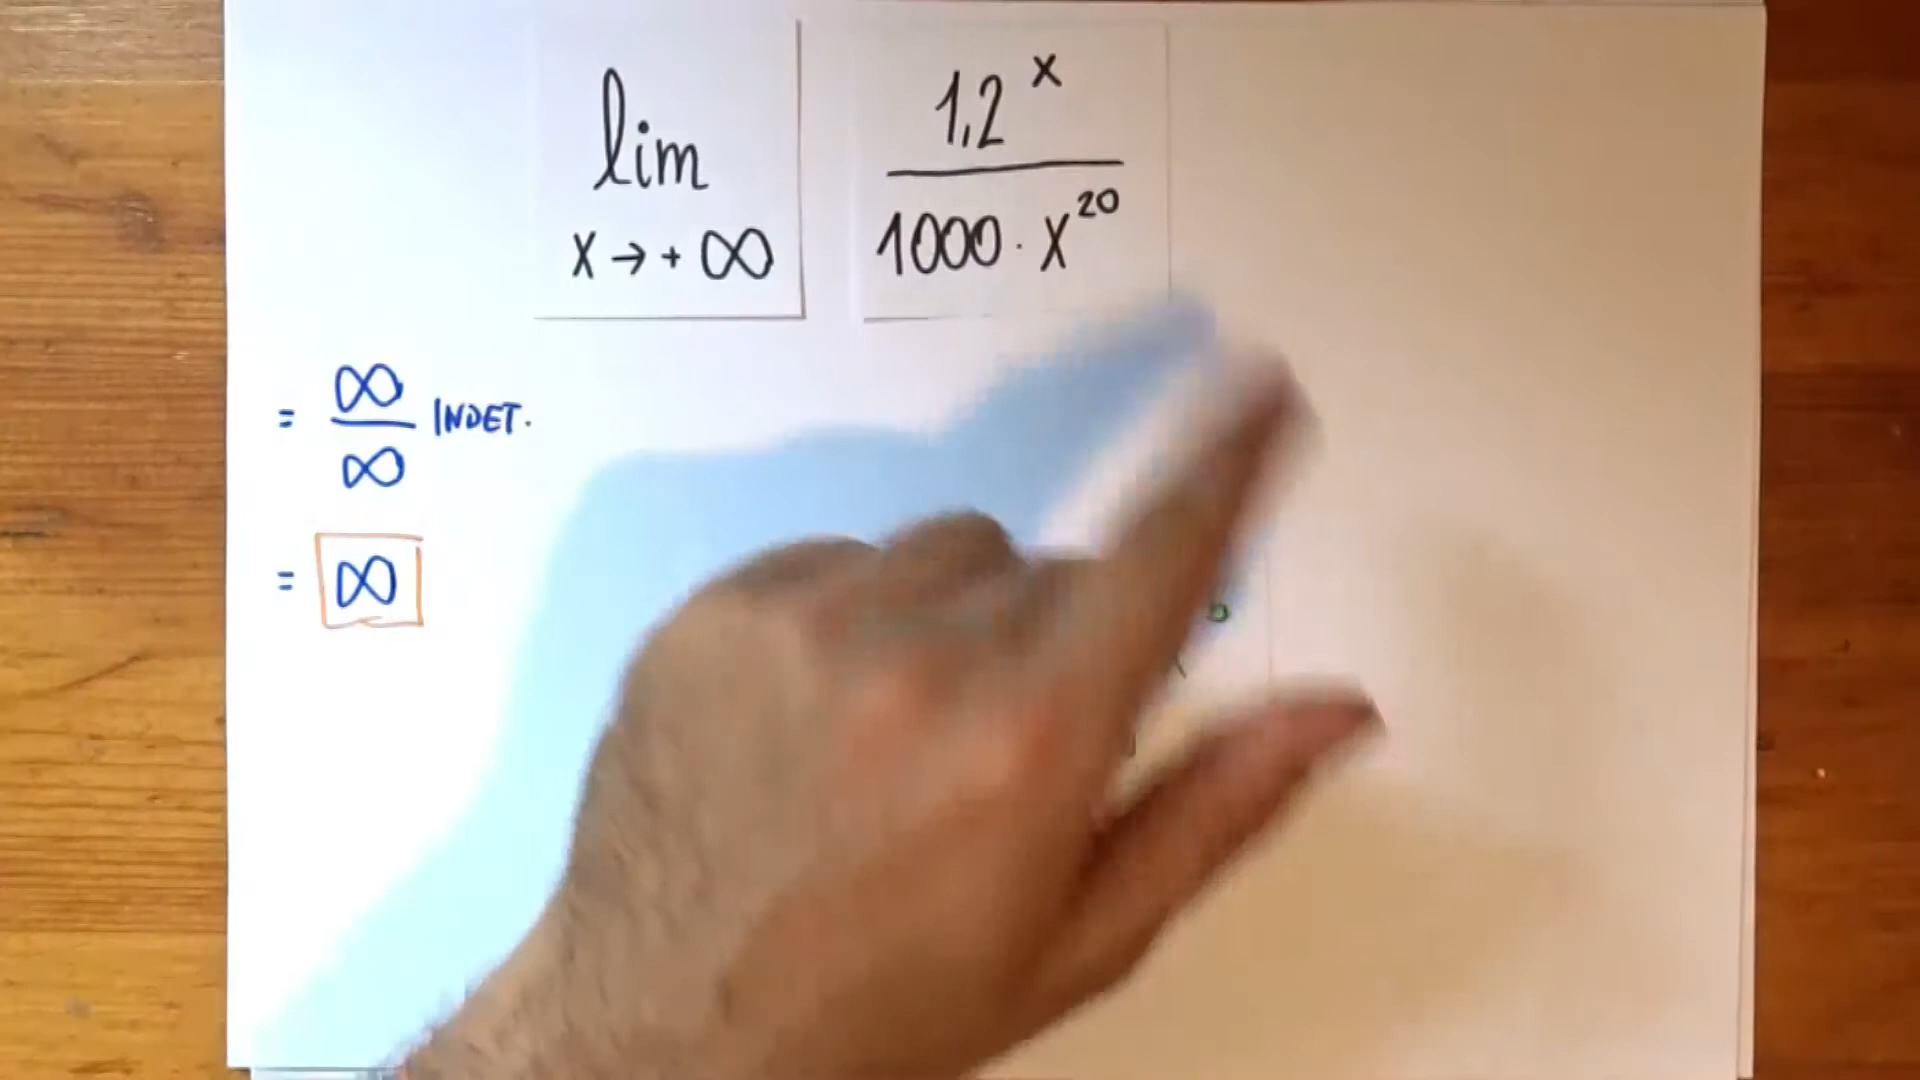 lim x→+∞ 1,2^x / 1000·x^20
= ∞/∞ INDET.
= ∞